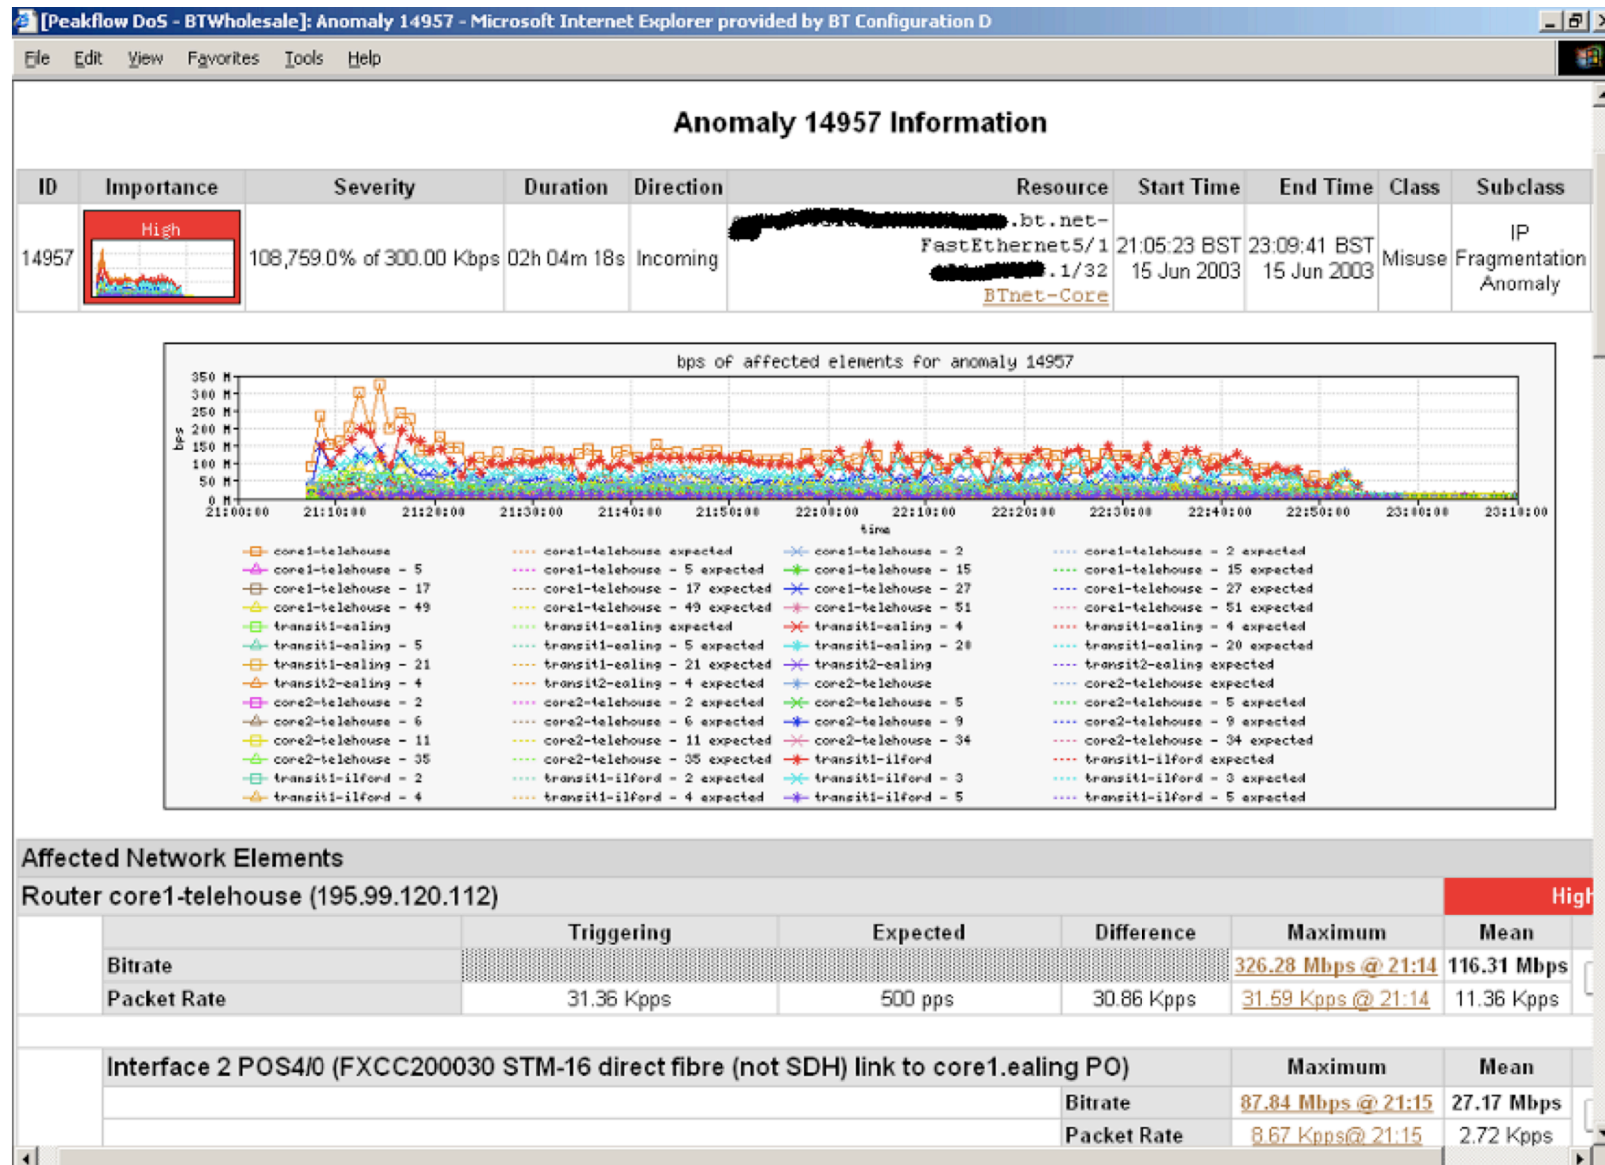 [Peakflow DoS - BTWholesale]: Anomaly 14957 - Microsoft Internet Explorer provided by BT Configuration D
File Edit View Favorites Tools Help
Anomaly 14957 Information
ID Importance Severity Duration Direction Resource Start Time End Time Class Subclass
14957 High 108,759.0% of 300.00 Kbps 02h 04m 18s Incoming .bt.net-FastEthernet5/1 .1/32 BTnet-Core 21:05:23 BST 15 Jun 2003 23:09:41 BST 15 Jun 2003 Misuse IP Fragmentation Anomaly
bps of affected elements for anomaly 14957
350 M
300 M
250 M
200 M
150 M
100 M
50 M
0 M
bps
21:00:00 21:10:00 21:20:00 21:30:00 21:40:00 21:50:00 22:00:00 22:10:00 22:20:00 22:30:00 22:40:00 22:50:00 23:00:00 23:10:00
time
core1-telehouse core1-telehouse expected core1-telehouse - 2 core1-telehouse - 2 expected
core1-telehouse - 5 core1-telehouse - 5 expected core1-telehouse - 15 core1-telehouse - 15 expected
core1-telehouse - 17 core1-telehouse - 17 expected core1-telehouse - 27 core1-telehouse - 27 expected
core1-telehouse - 49 core1-telehouse - 49 expected core1-telehouse - 51 core1-telehouse - 51 expected
transit1-ealing transit1-ealing expected transit1-ealing - 4 transit1-ealing - 4 expected
transit1-ealing - 5 transit1-ealing - 5 expected transit1-ealing - 20 transit1-ealing - 20 expected
transit1-ealing - 21 transit1-ealing - 21 expected transit2-ealing transit2-ealing expected
transit2-ealing - 4 transit2-ealing - 4 expected core2-telehouse core2-telehouse expected
core2-telehouse - 2 core2-telehouse - 2 expected core2-telehouse - 5 core2-telehouse - 5 expected
core2-telehouse - 6 core2-telehouse - 6 expected core2-telehouse - 9 core2-telehouse - 9 expected
core2-telehouse - 11 core2-telehouse - 11 expected core2-telehouse - 34 core2-telehouse - 34 expected
core2-telehouse - 35 core2-telehouse - 35 expected transit1-ilford transit1-ilford expected
transit1-ilford - 2 transit1-ilford - 2 expected transit1-ilford - 3 transit1-ilford - 3 expected
transit1-ilford - 4 transit1-ilford - 4 expected transit1-ilford - 5 transit1-ilford - 5 expected
Affected Network Elements
Router core1-telehouse (195.99.120.112) High
Triggering Expected Difference Maximum Mean
Bitrate 326.28 Mbps @ 21:14 116.31 Mbps
Packet Rate 31.36 Kpps 500 pps 30.86 Kpps 31.59 Kpps @ 21:14 11.36 Kpps
Interface 2 POS4/0 (FXCC200030 STM-16 direct fibre (not SDH) link to core1.ealing PO) Maximum Mean
Bitrate 87.84 Mbps @ 21:15 27.17 Mbps
Packet Rate 8.67 Kpps@ 21:15 2.72 Kpps